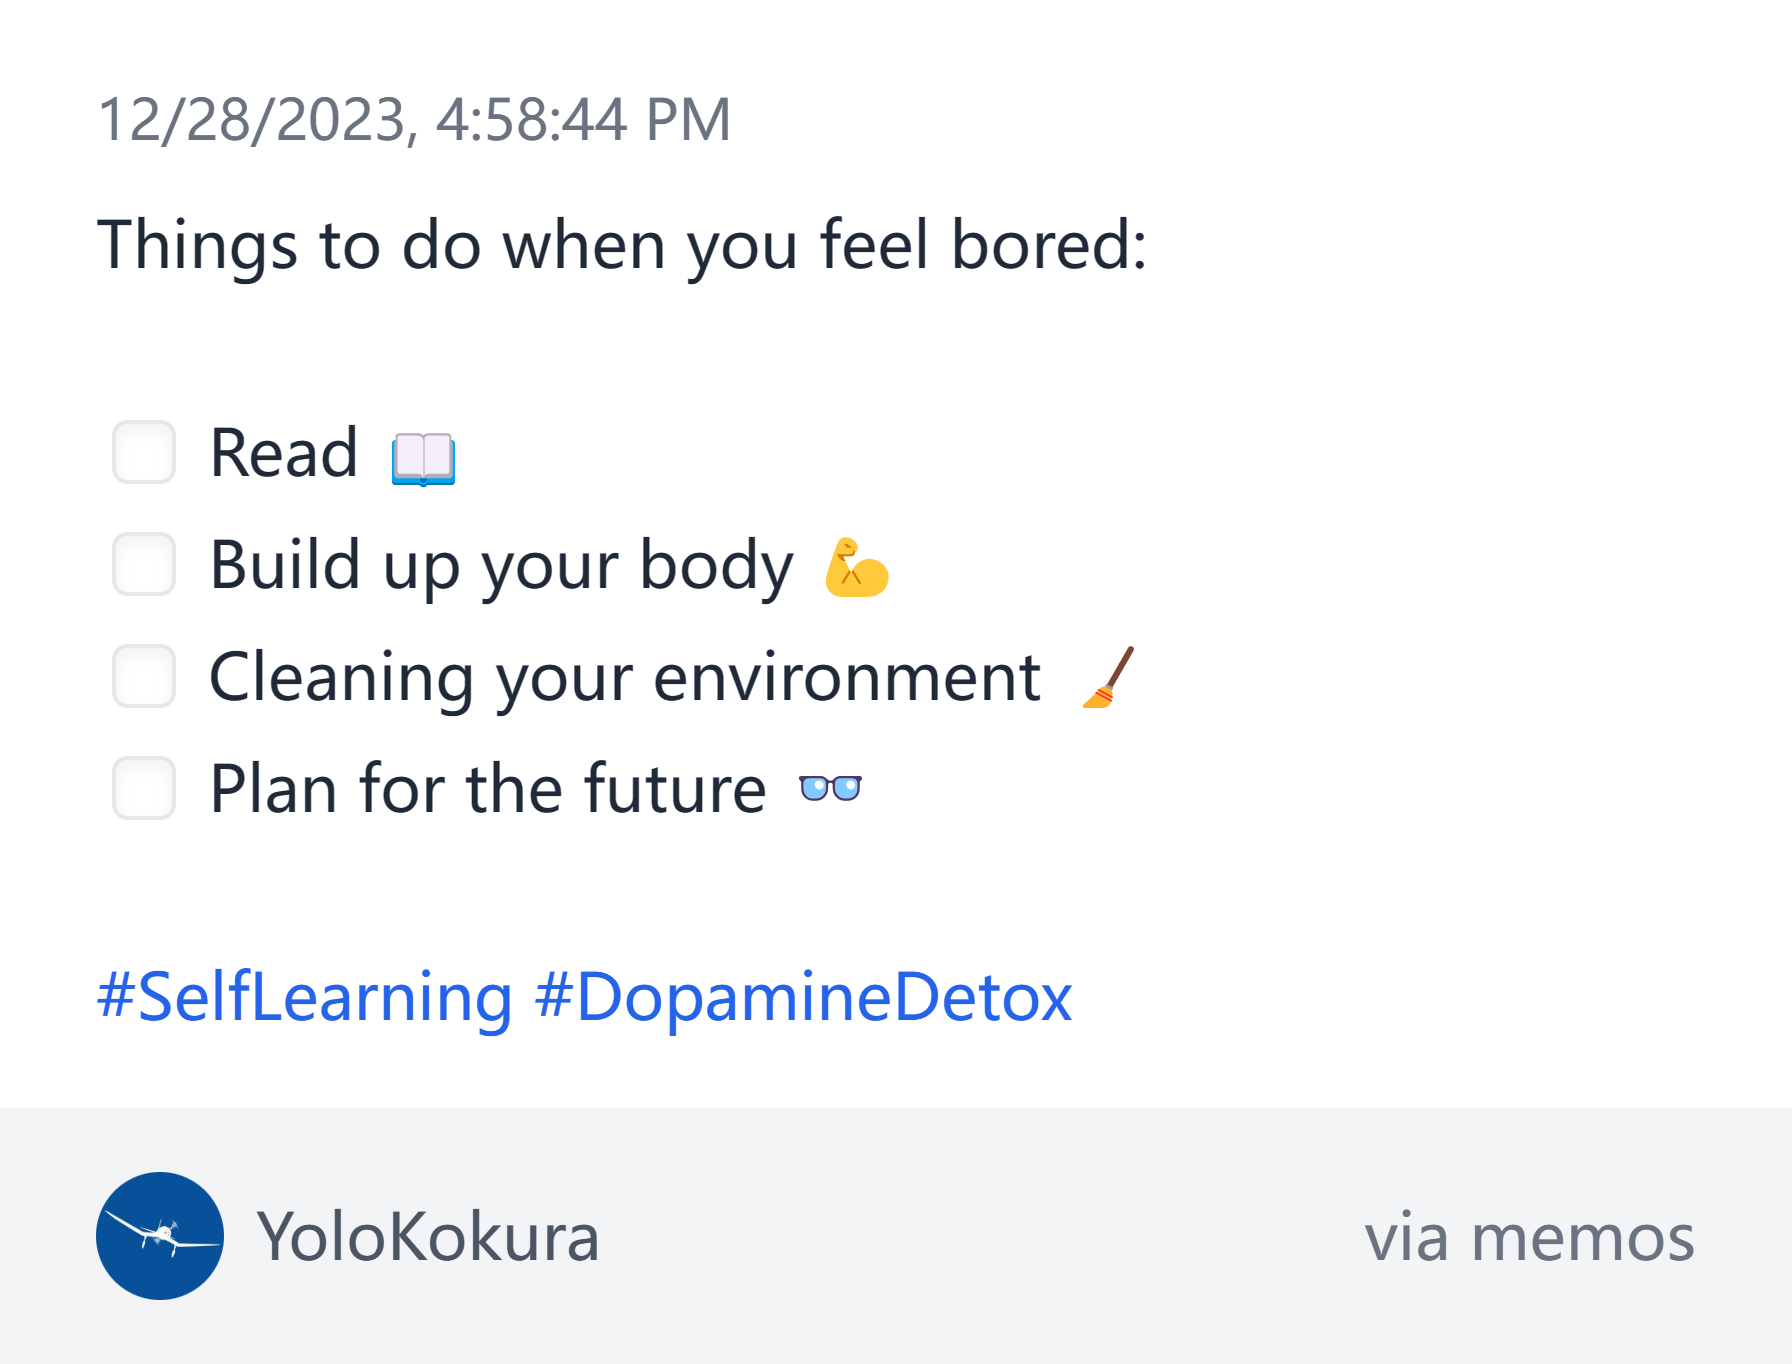 12/28/2023, 4:58:44 PM
Things to do when you feel bored:
Read 📖
Build up your body 💪
Cleaning your environment 🧹
Plan for the future 👓
#SelfLearning #DopamineDetox
YoloKokura
via memos